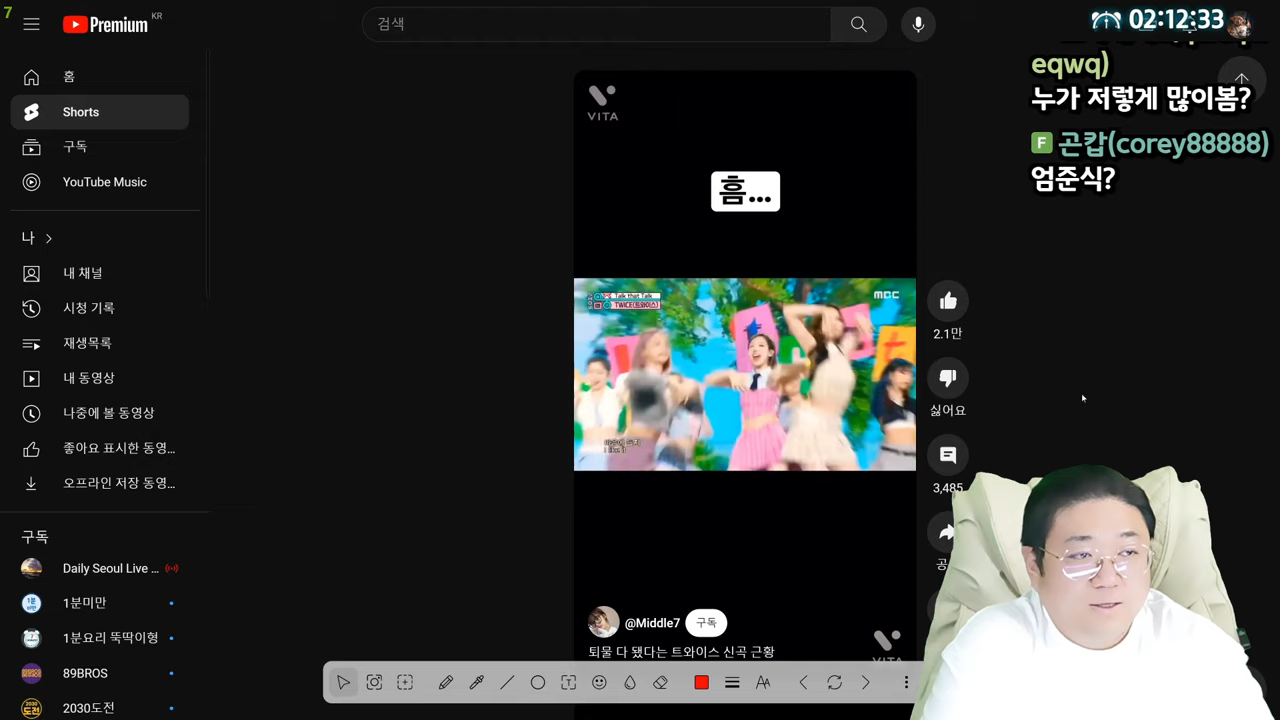 7
Premium KR
검색
02:12:33
홈
Shorts
구독
YouTube Music
나
내 채널
시청 기록
재생목록
내 동영상
나중에 볼 동영상
좋아요 표시한 동영...
오프라인 저장 동영...
구독
Daily Seoul Live ...
1분미만
1분요리 뚝딱이형
89BROS
2030도전
VITA
흠...
Talk that Talk
TWICE(트와이스)
MBC
I like it
2.1만
싫어요
3,485
@Middle7
구독
퇴물 다 됐다는 트와이스 신곡 근황
VITA
eqwq)
누가 저렇게 많이봄?
F 곤캅(corey88888)
엄준식?